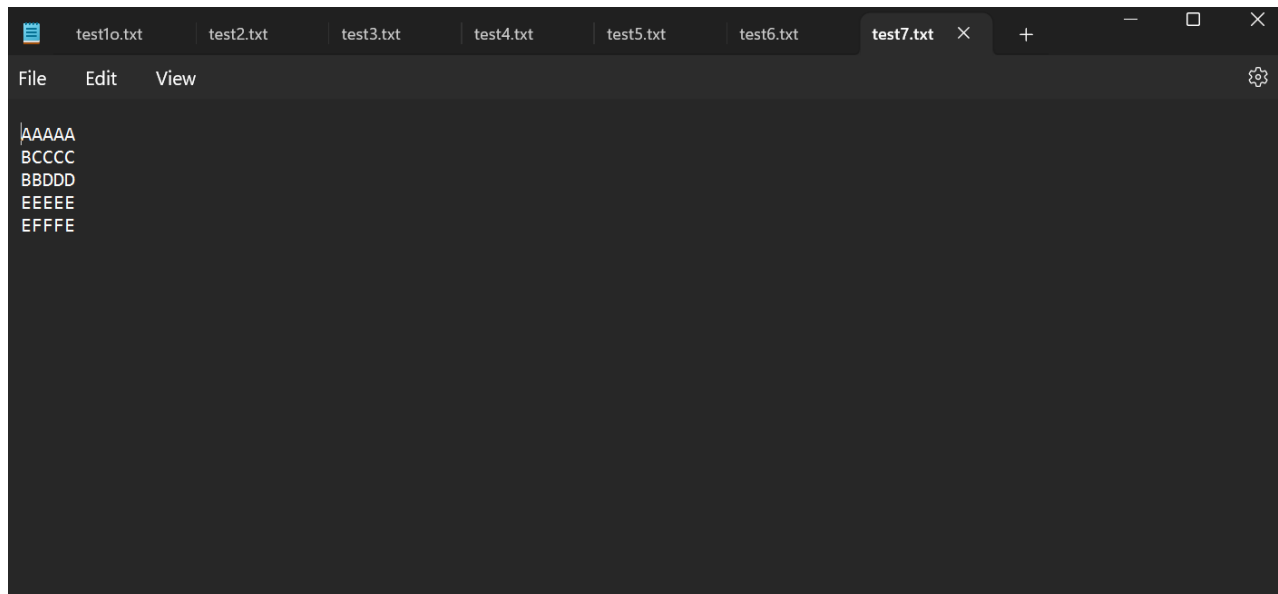 test1o.txt test2.txt test3.txt test4.txt test5.txt test6.txt test7.txt
File Edit View
AAAAA
BCCCC
BBDDD
EEEEE
EFFFE